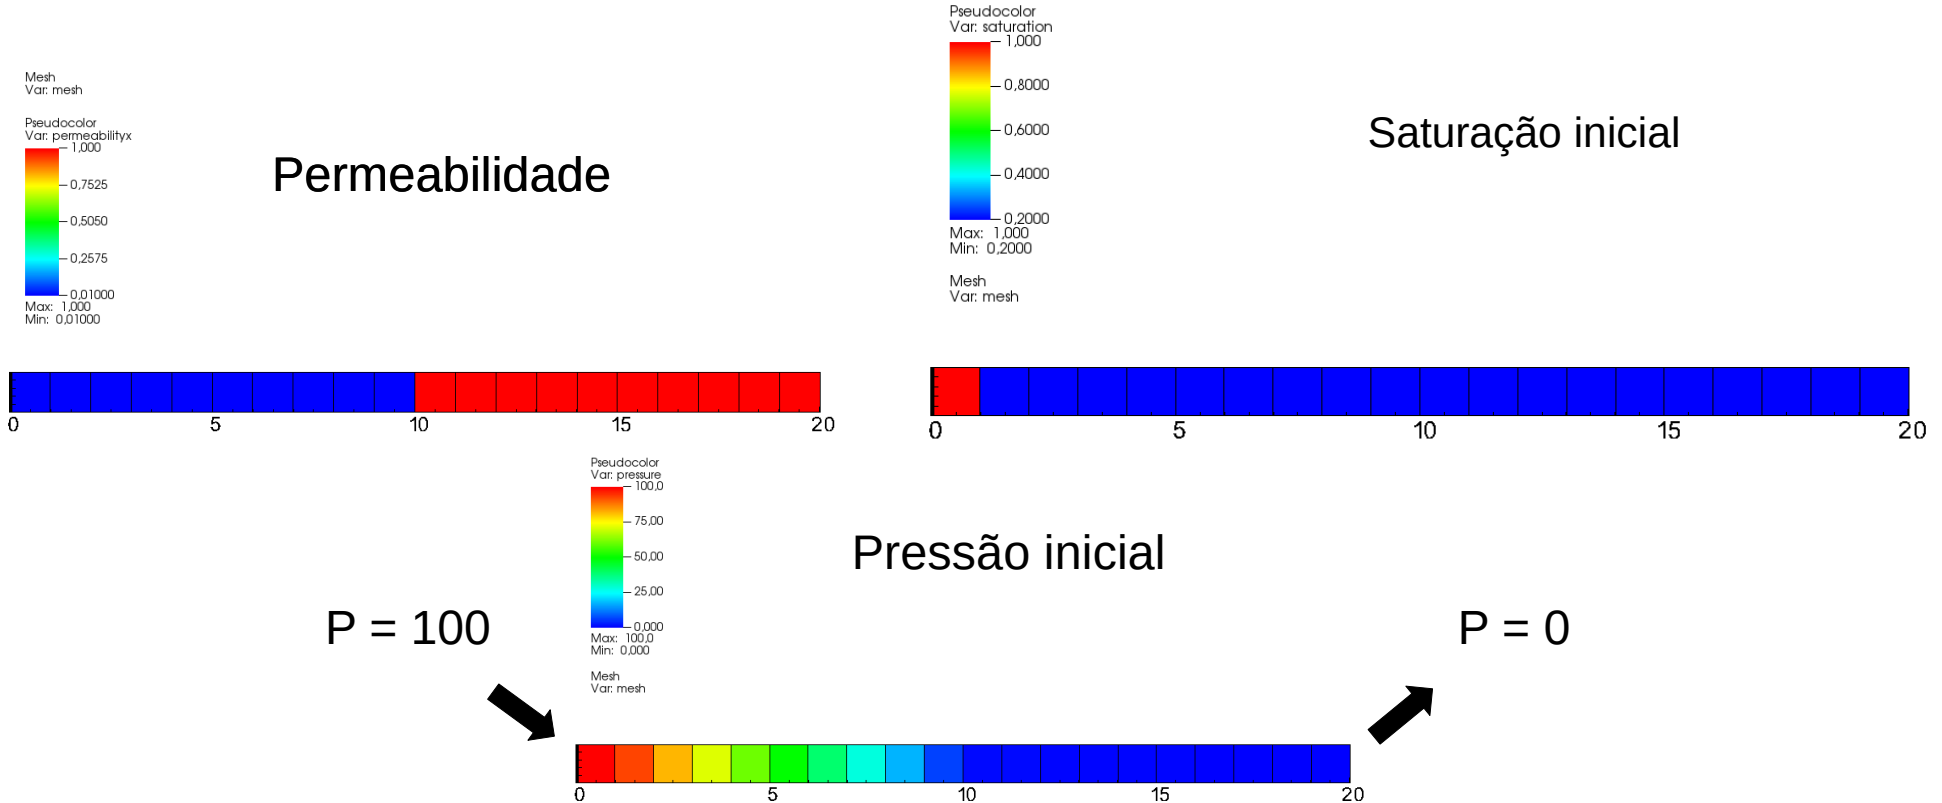 Mesh
Var: mesh
Pseudocolor
Var: permeabilityx
1,000
0,7525
0,5050
0,2575
0,01000
Max: 1,000
Min: 0,01000
Permeabilidade
0 5 10 15 20
Pseudocolor
Var: saturation
1,000
0,8000
0,6000
0,4000
0,2000
Max: 1,000
Min: 0,2000
Mesh
Var: mesh
Saturação inicial
0 5 10 15 20
Pseudocolor
Var: pressure
100,0
75,00
50,00
25,00
0,000
Max: 100,0
Min: 0,000
Mesh
Var: mesh
Pressão inicial
P = 100
P = 0
0 5 10 15 20